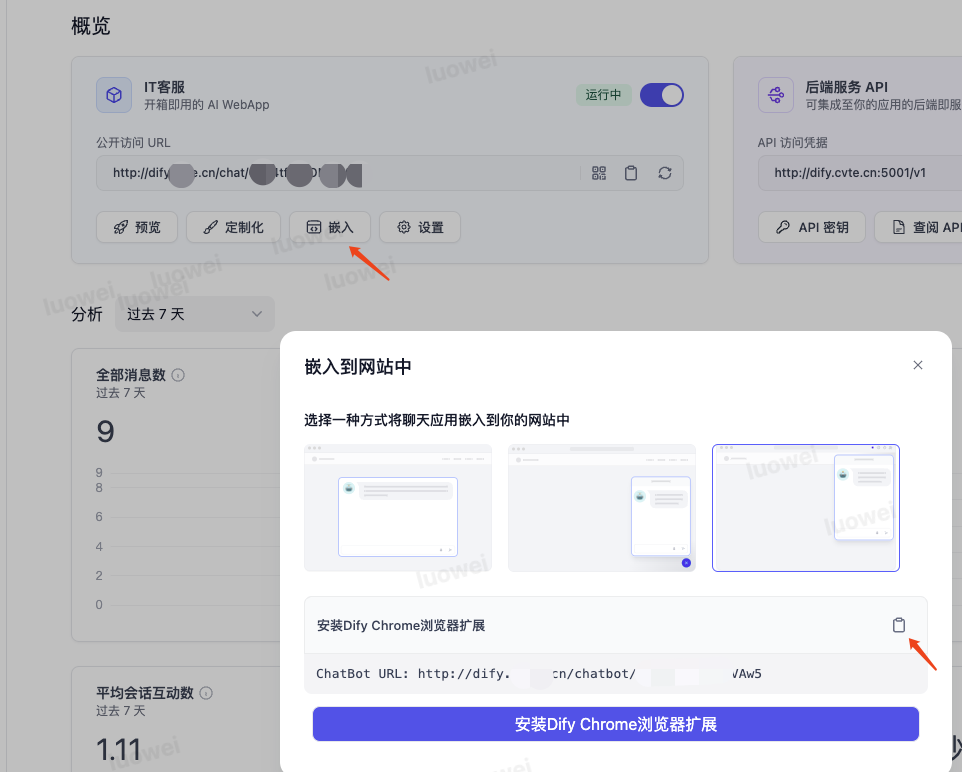 概览
IT客服
开箱即用的 AI WebApp
运行中
公开访问 URL
http://dify e.cn/chat/
预览
定制化
嵌入
设置
后端服务 API
可集成至你的应用的后端即服
API 访问凭据
http://dify.cvte.cn:5001/v1
API 密钥
查阅 API
分析
过去 7 天
全部消息数
过去 7 天
9
9
8
6
4
2
0
平均会话互动数
过去 7 天
1.11
嵌入到网站中
选择一种方式将聊天应用嵌入到你的网站中
安装Dify Chrome浏览器扩展
ChatBot URL: http://dify. cn/chatbot/ VAw5
安装Dify Chrome浏览器扩展
luowei
luowei
luowei
luowei
luowei
luowei
luowei
luowei
luowei
luowei